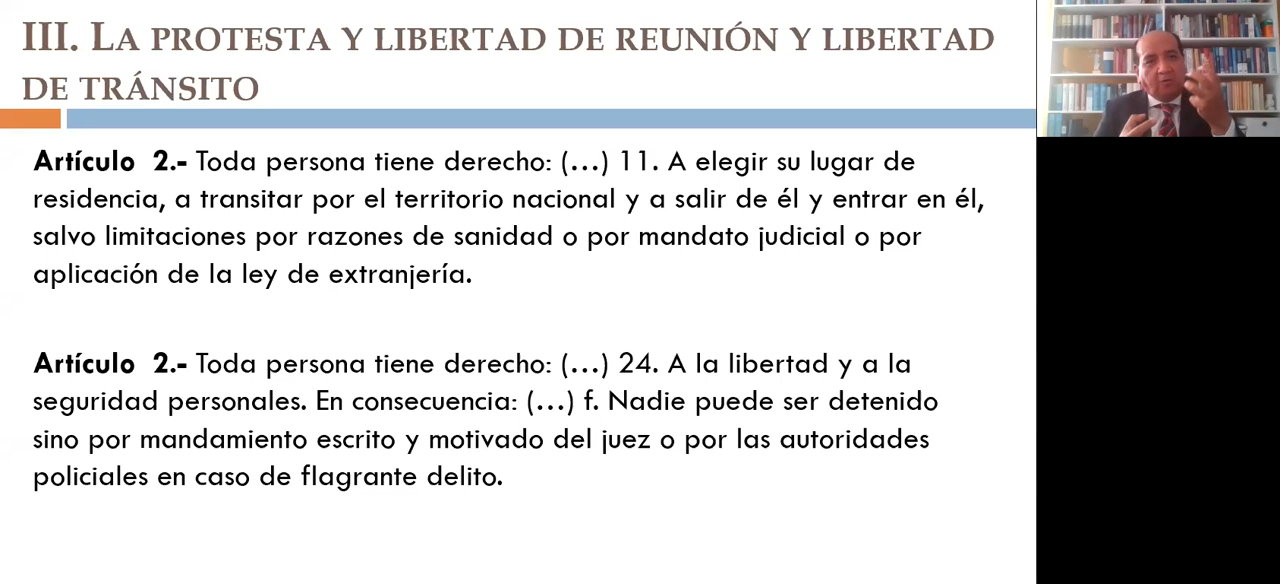 III. LA PROTESTA Y LIBERTAD DE REUNIÓN Y LIBERTAD
DE TRÁNSITO
Artículo 2.- Toda persona tiene derecho: (…) 11. A elegir su lugar de
residencia, a transitar por el territorio nacional y a salir de él y entrar en él,
salvo limitaciones por razones de sanidad o por mandato judicial o por
aplicación de la ley de extranjería.
Artículo 2.- Toda persona tiene derecho: (…) 24. A la libertad y a la
seguridad personales. En consecuencia: (…) f. Nadie puede ser detenido
sino por mandamiento escrito y motivado del juez o por las autoridades
policiales en caso de flagrante delito.